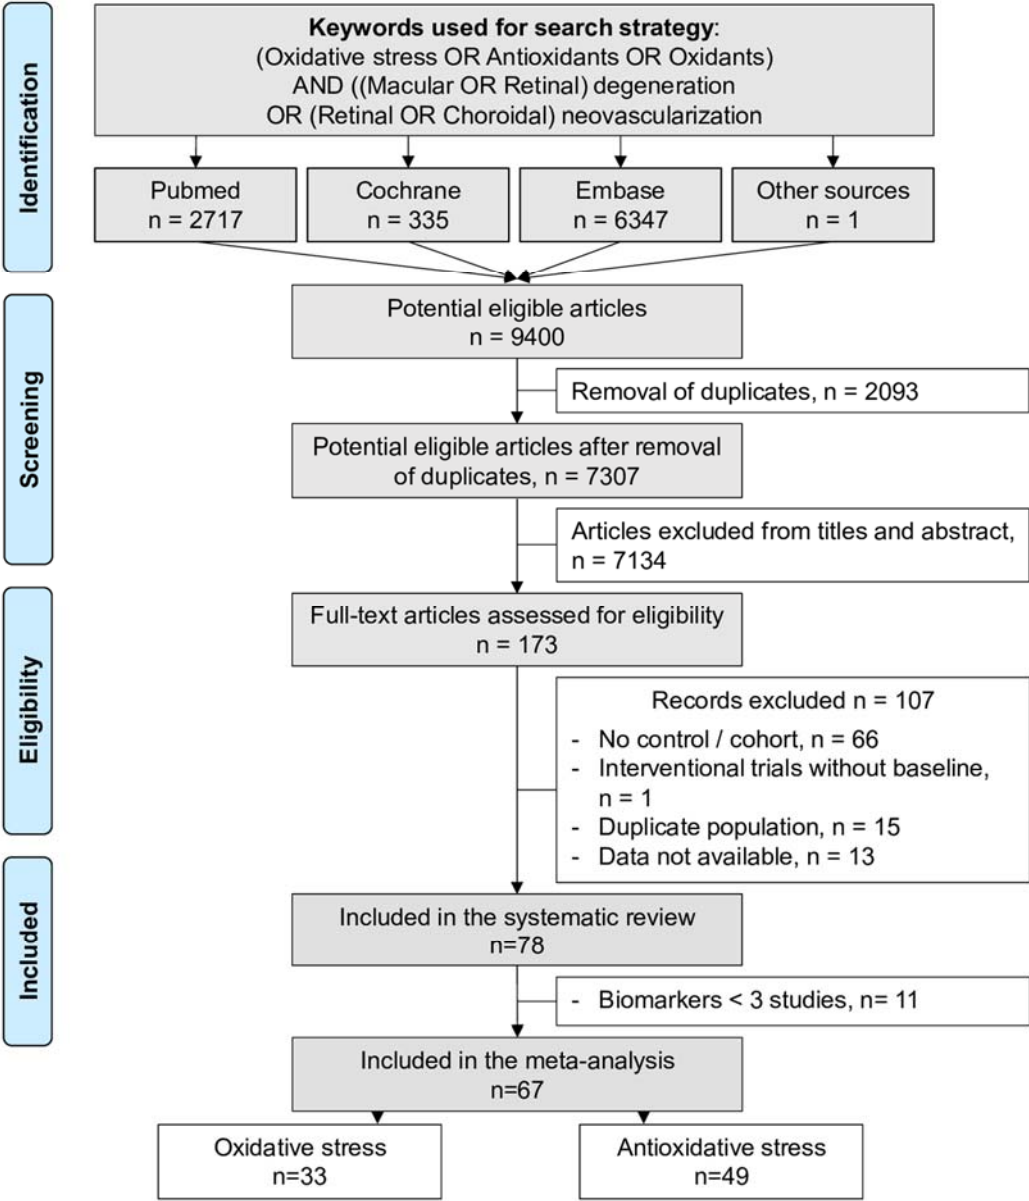 Identification
Keywords used for search strategy:
(Oxidative stress OR Antioxidants OR Oxidants)
AND ((Macular OR Retinal) degeneration
OR (Retinal OR Choroidal) neovascularization
Pubmed
n = 2717
Cochrane
n = 335
Embase
n = 6347
Other sources
n = 1
Screening
Potential eligible articles
n = 9400
Removal of duplicates, n = 2093
Potential eligible articles after removal
of duplicates, n = 7307
Articles excluded from titles and abstract,
n = 7134
Eligibility
Full-text articles assessed for eligibility
n = 173
Records excluded n = 107
- No control / cohort, n = 66
- Interventional trials without baseline,
n = 1
- Duplicate population, n = 15
- Data not available, n = 13
Included
Included in the systematic review
n=78
- Biomarkers < 3 studies, n= 11
Included in the meta-analysis
n=67
Oxidative stress
n=33
Antioxidative stress
n=49